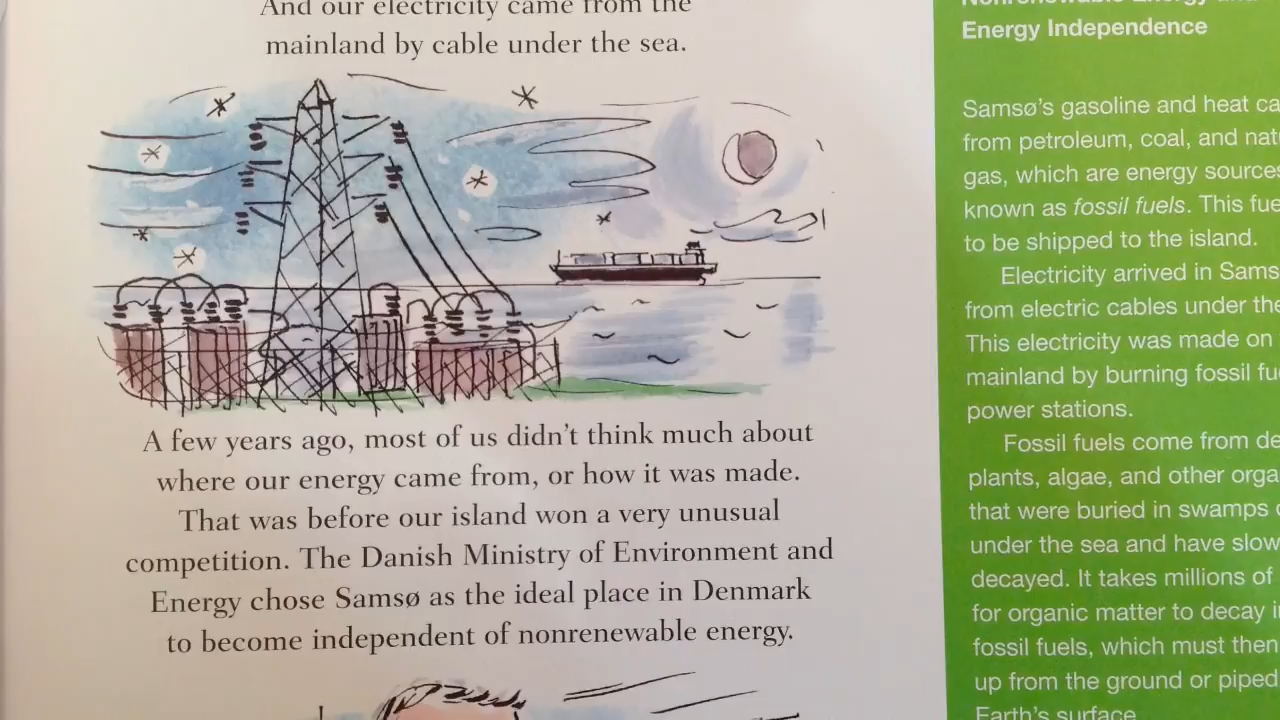 And our electricity came from the
mainland by cable under the sea.
A few years ago, most of us didn't think much about
where our energy came from, or how it was made.
That was before our island won a very unusual
competition. The Danish Ministry of Environment and
Energy chose Samsø as the ideal place in Denmark
to become independent of nonrenewable energy.
Nonrenewable Energy and
Energy Independence
Samsø's gasoline and heat ca
from petroleum, coal, and nat
gas, which are energy sources
known as fossil fuels. This fue
to be shipped to the island.
Electricity arrived in Sams
from electric cables under the
This electricity was made on
mainland by burning fossil fu
power stations.
Fossil fuels come from de
plants, algae, and other orga
that were buried in swamps
under the sea and have slow
decayed. It takes millions of
for organic matter to decay i
fossil fuels, which must then
up from the ground or piped
Earth's surface